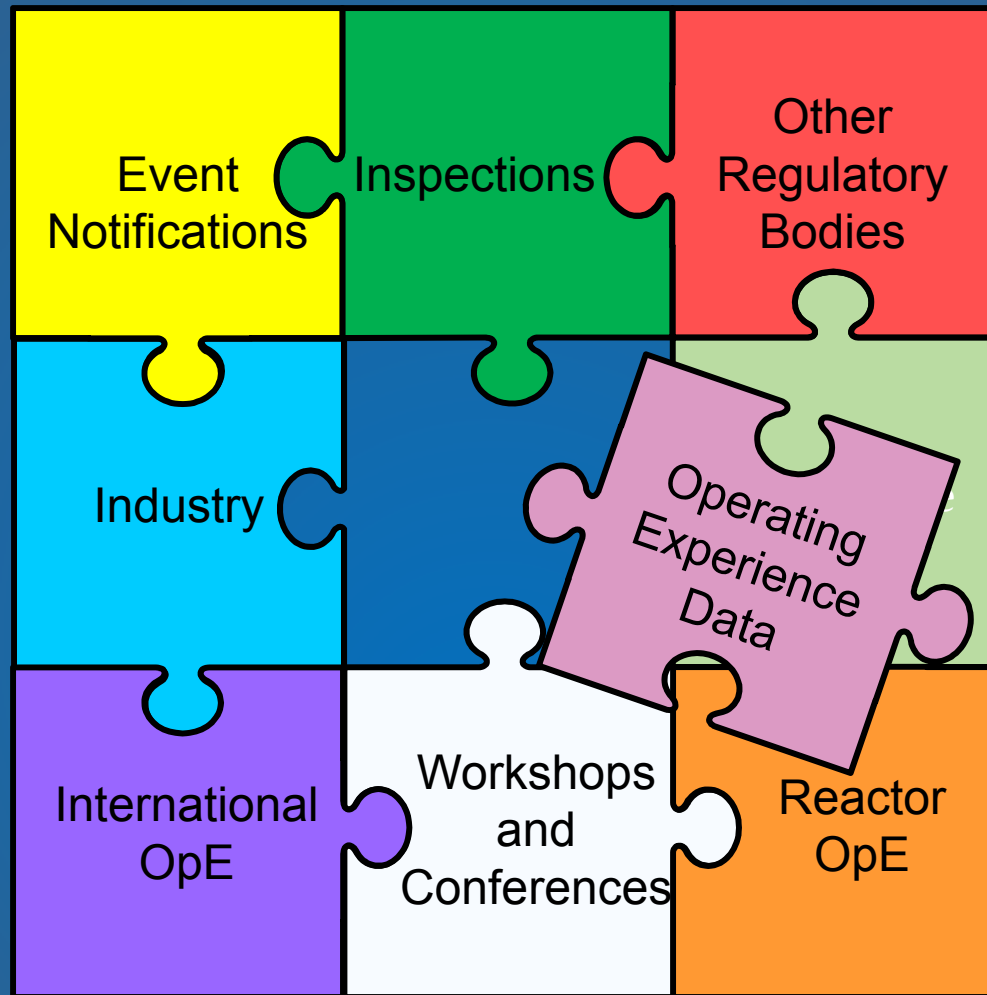 Event
Notifications
Inspections
Other
Regulatory
Bodies
Industry
Operating
Experience
Data
International
OpE
Workshops
and
Conferences
Reactor
OpE